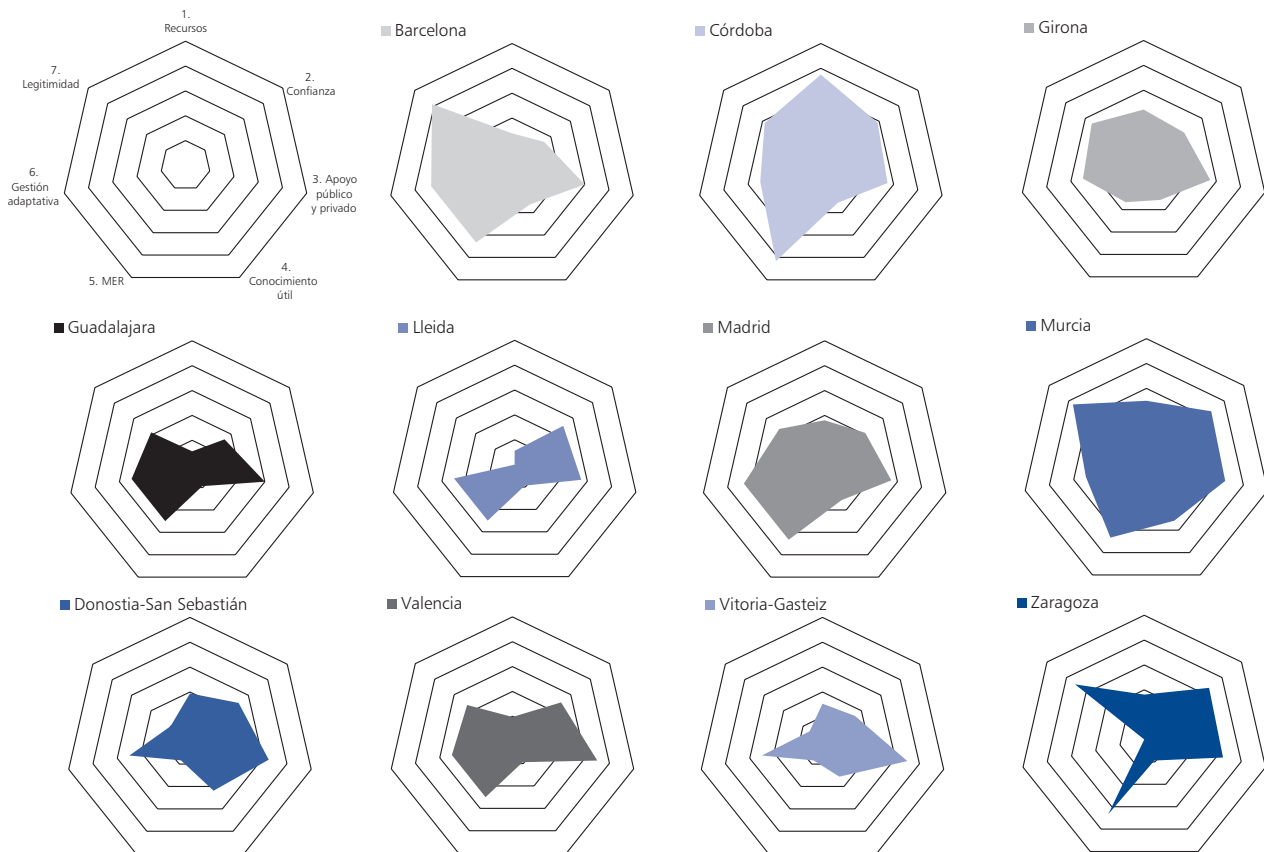 1.
Recursos
2.
Confianza
3. Apoyo
público
y privado
4.
Conocimiento
útil
5. MER
6.
Gestión
adaptativa
7.
Legitimidad
Barcelona
Córdoba
Girona
Guadalajara
Lleida
Madrid
Murcia
Donostia-San Sebastián
Valencia
Vitoria-Gasteiz
Zaragoza